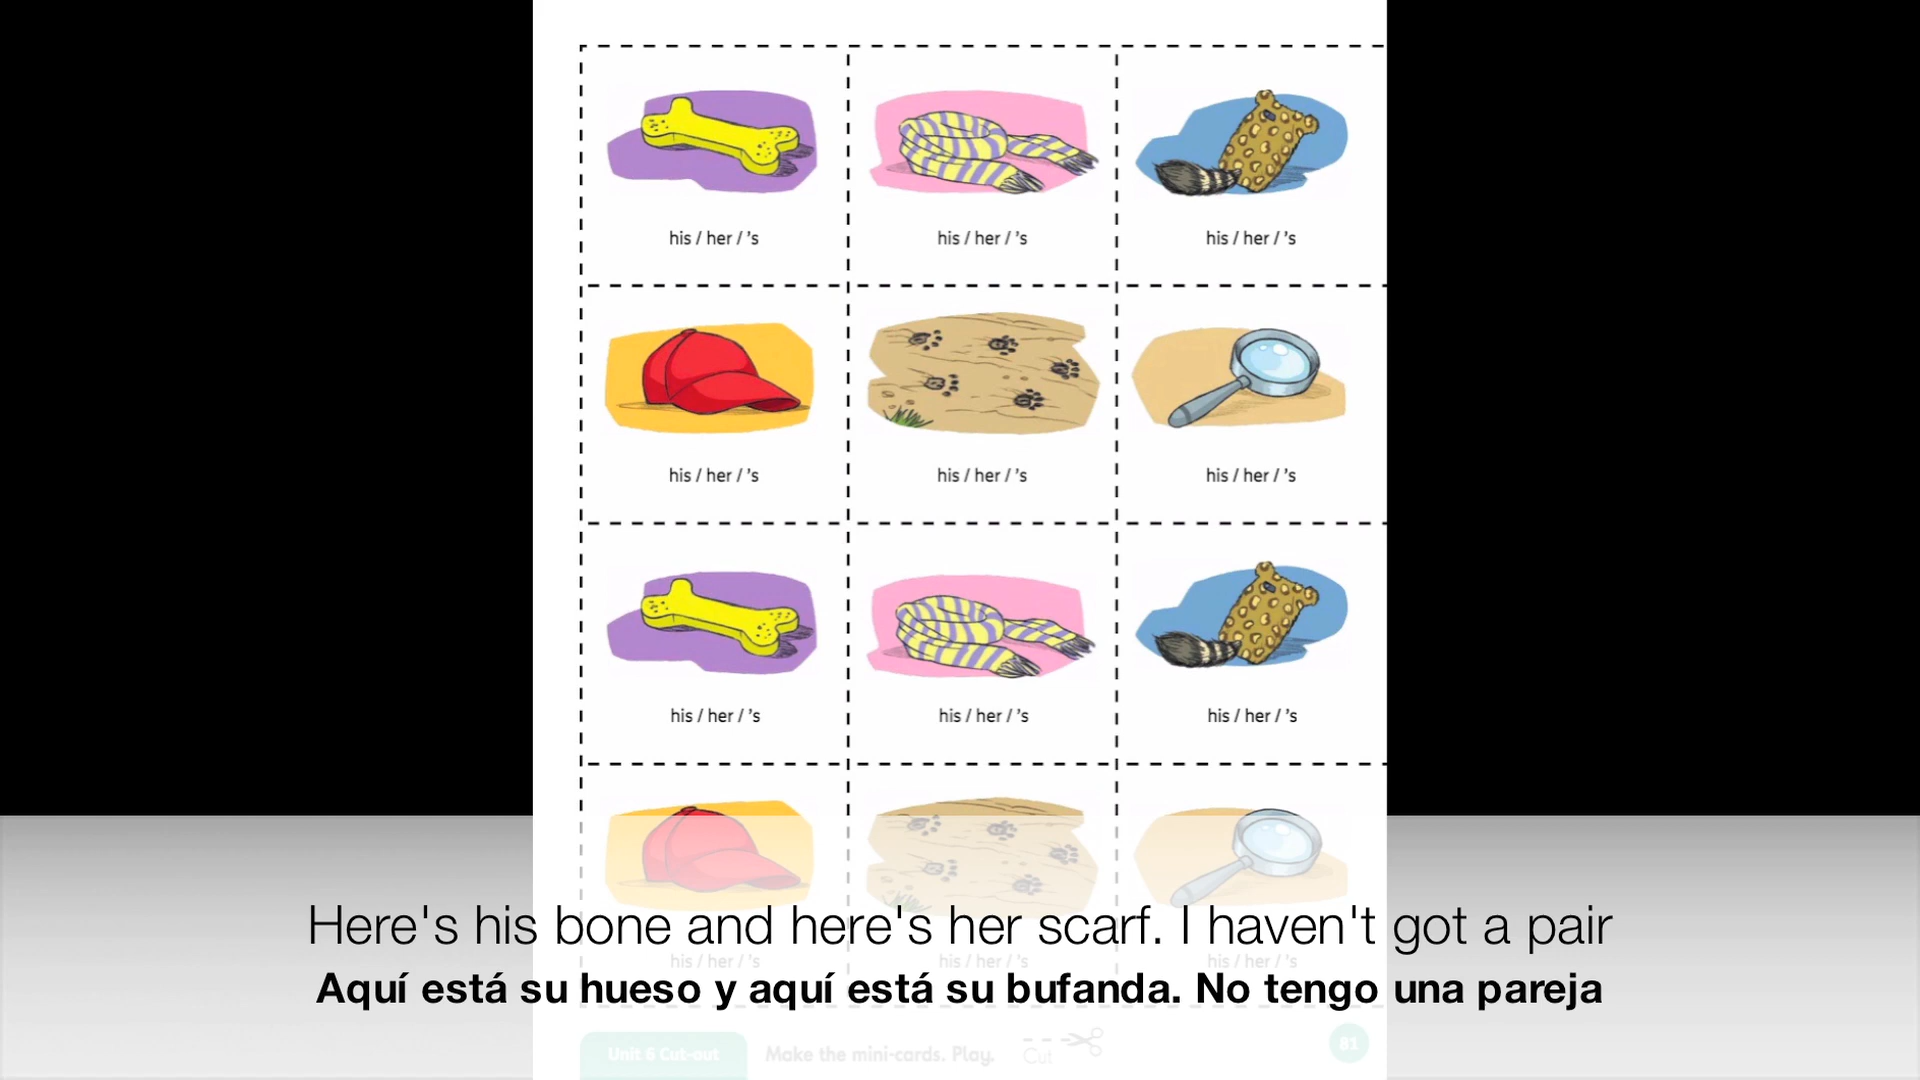 his / her / 's
his / her / 's
his / her / 's
his / her / 's
his / her / 's
his / her / 's
his / her / 's
his / her / 's
his / her / 's
Here's his bone and here's her scarf. I haven't got a pair
his / her / 's
his / her / 's
his / her / 's
Aquí está su hueso y aquí está su bufanda. No tengo una pareja
Unit 6 Cut-out
Make the mini-cards. Play.
Cut
81